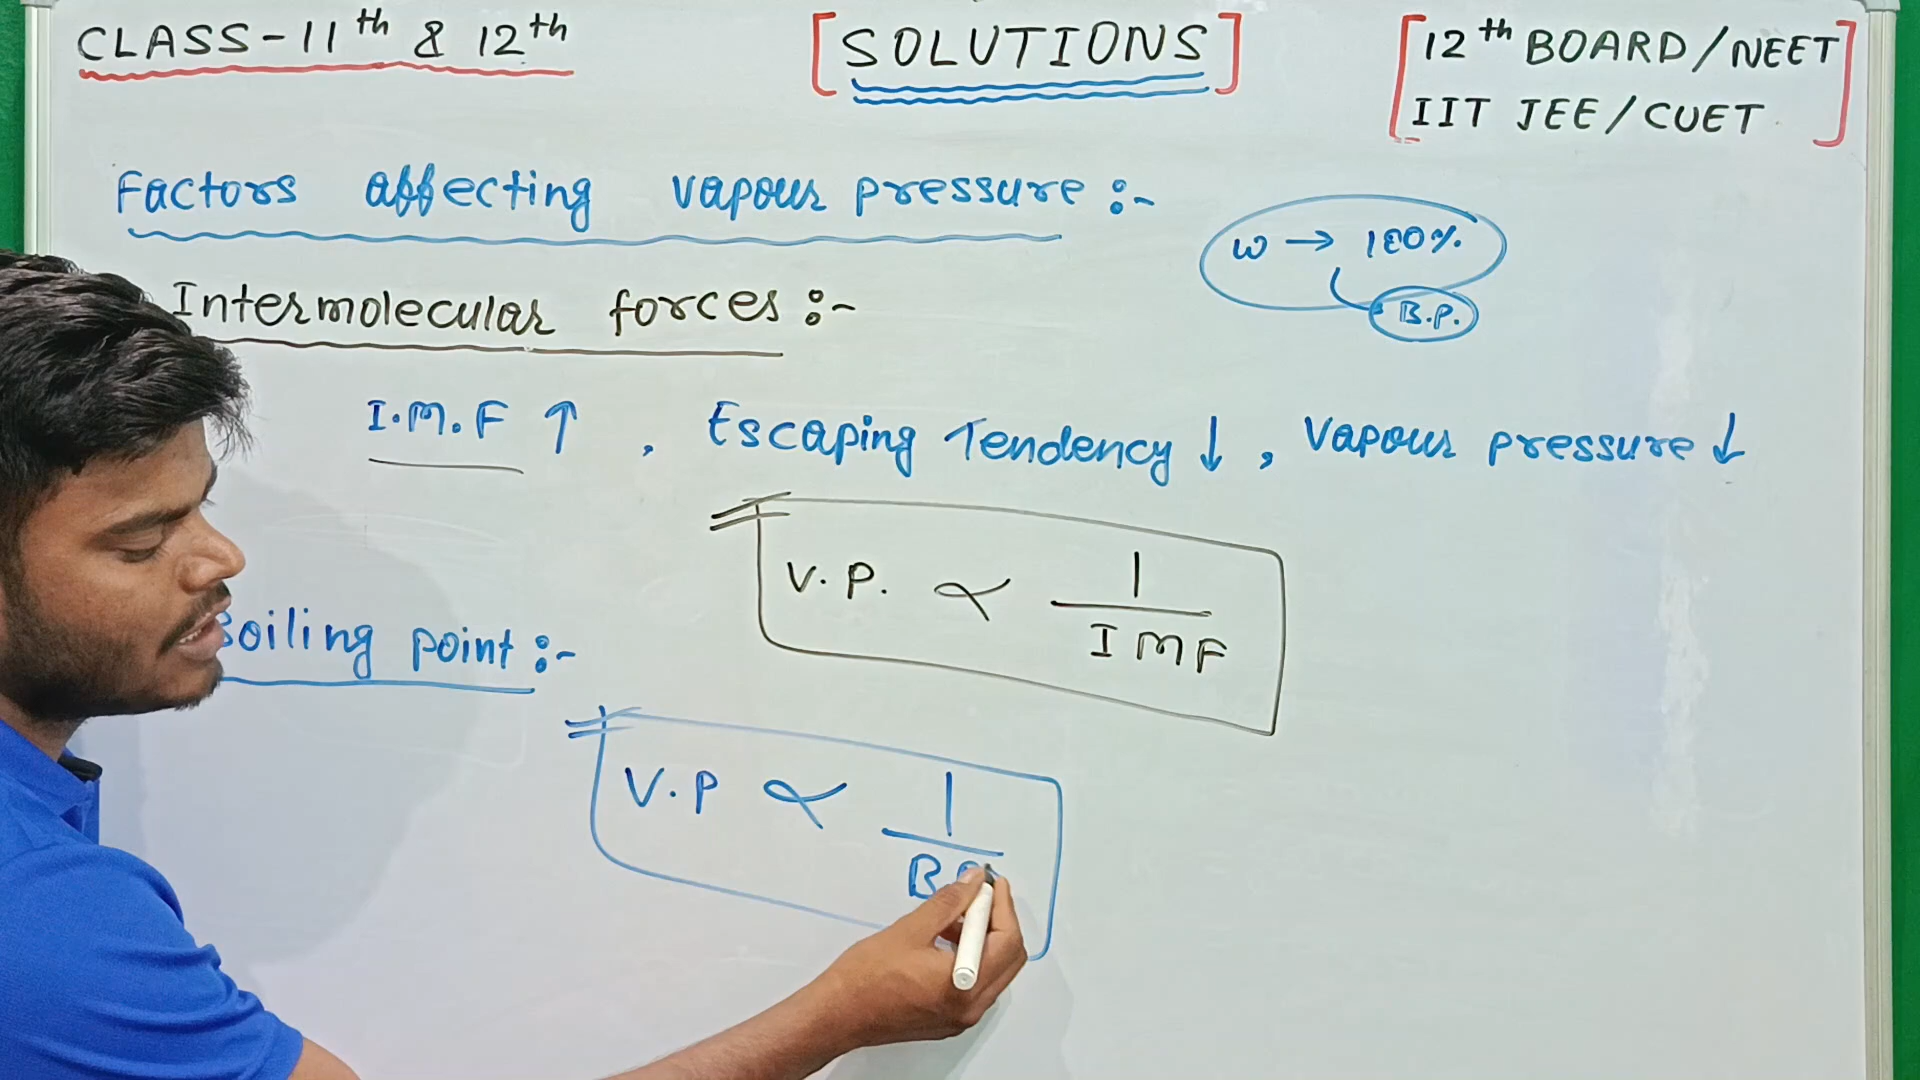 CLASS-11th & 12th
[SOLUTIONS]
[12th BOARD/NEET
IIT JEE/CUET]
Factors affecting vapour pressure :-
w → 100%
B.P.
Intermolecular forces :-
I.M.F ↑ , Escaping Tendency ↓ , Vapour pressure ↓
V.P. ∝ 1
IMF
Boiling point :-
V.P ∝ 1
B.P